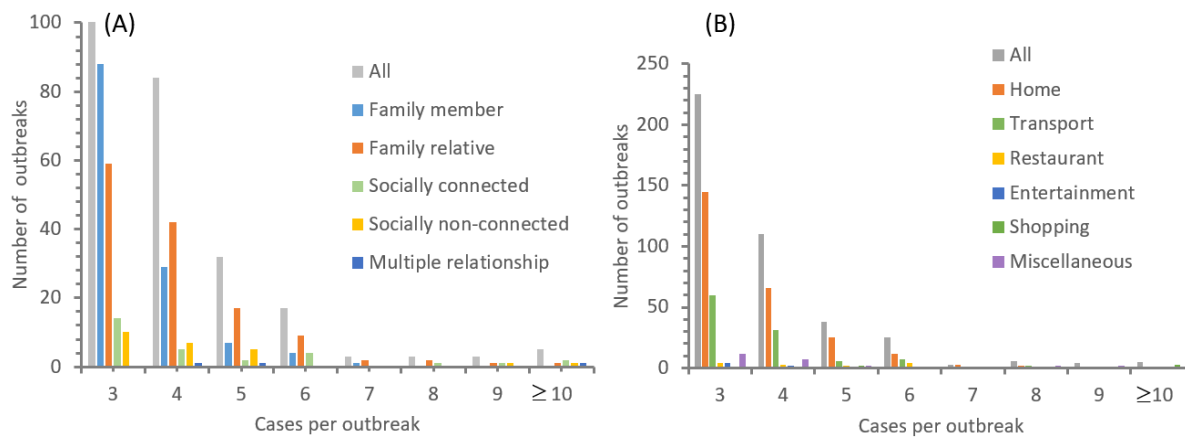 (A)
100
80
60
40
20
0
Number of outbreaks
All
Family member
Family relative
Socially connected
Socially non-connected
Multiple relationship
3 4 5 6 7 8 9 ≥10
Cases per outbreak
(B)
250
200
150
100
50
0
Number of outbreaks
All
Home
Transport
Restaurant
Entertainment
Shopping
Miscellaneous
3 4 5 6 7 8 9 ≥10
Cases per outbreak